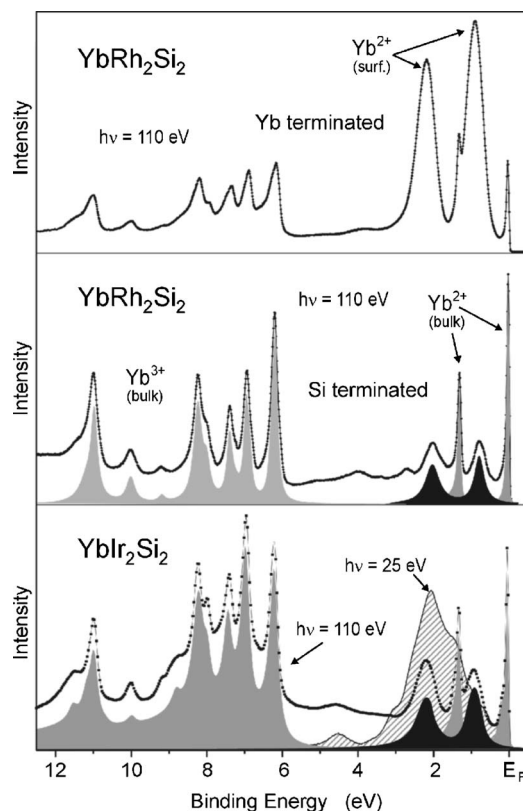 YbRh₂Si₂
Yb²⁺
(surf.)
Yb terminated
hν = 110 eV
Intensity
YbRh₂Si₂
hν = 110 eV
Yb²⁺
(bulk)
Yb³⁺
(bulk)
Si terminated
Intensity
YbIr₂Si₂
hν = 25 eV
hν = 110 eV
Intensity
12 10 8 6 4 2 E_F
Binding Energy (eV)